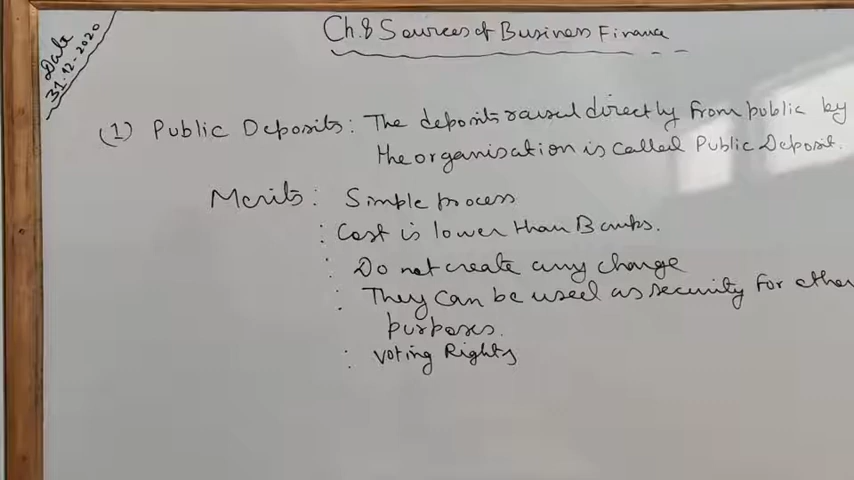 Date
31.12.2020
Ch.8 Sources of Business Finance
(1) Public Deposits: The deposits raised directly from public by
the organisation is called Public Deposit.
Merits: Simple process
: Cost is lower than Banks.
: Do not create any change
: They can be used as security for other
purposes.
: Voting Rights